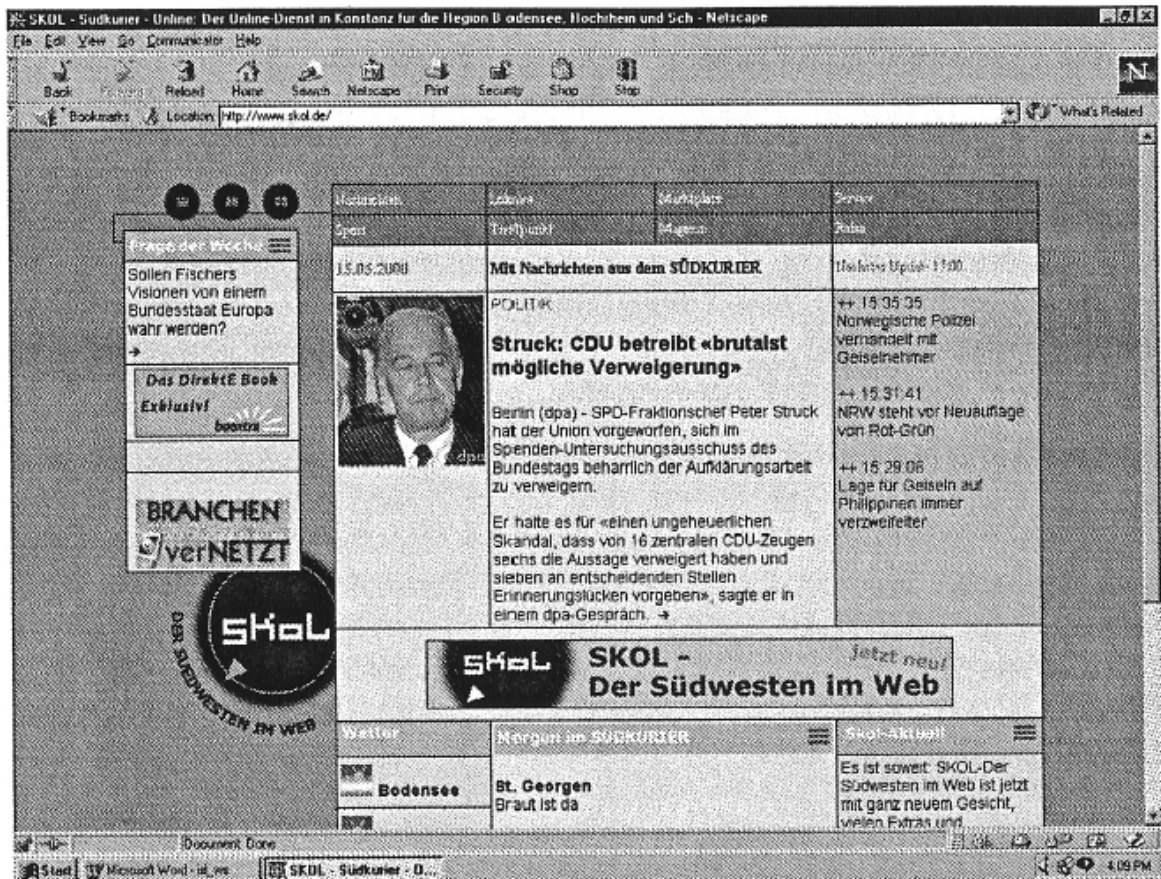 SKOL - Südkurier - Online: Der Online-Dienst in Konstanz für die Region Bodensee, Hochrhein und Sch - Netscape
File Edit View Go Communicator Help
Back Forward Reload Home Search Netscape Print Security Shop Stop
N
Bookmarks Location: http://www.skol.de/ What's Related
Nachrichten Lokales Marktplatz Service
Sport Treffpunkt Magazin
Frage der Woche
Sollen Fischers
Visionen von einem
Bundesstaat Europa
wahr werden?
→
Das DirektE Book
Exklusiv!
BRANCHEN
verNETZT
SKOL
DER SUEDWESTEN IM WEB
15.05.2000 Mit Nachrichten aus dem SÜDKURIER
dpa
POLITIK
Struck: CDU betreibt «brutalst
mögliche Verweigerung»
Berlin (dpa) - SPD-Fraktionschef Peter Struck
hat der Union vorgeworfen, sich im
Spenden-Untersuchungsausschuss des
Bundestags beharrlich der Aufklärungsarbeit
zu verweigern.
Er halte es für «einen ungeheuerlichen
Skandal, dass von 16 zentralen CDU-Zeugen
sechs die Aussage verweigert haben und
sieben an entscheidenden Stellen
Erinnerungslücken vorgeben», sagte er in
einem dpa-Gespräch. →
++ 15:35:35
Norwegische Polizei
verhandelt mit
Geiselnehmer
++ 15:31:41
NRW steht vor Neuauflage
von Rot-Grün
++ 15:29:06
Lage für Geiseln auf
Philippinen immer
verzweifelter
SKOL SKOL - jetzt neu!
Der Südwesten im Web
Wetter
Bodensee
Morgen im SÜDKURIER
St. Georgen
Braut ist da
Skol-Aktuell
Es ist soweit: SKOL-Der
Südwesten im Web ist jetzt
mit ganz neuem Gesicht,
vielen Extras und
Document: Done
Start Microsoft Word - SKOL - Südkurier - O... 4:09 PM